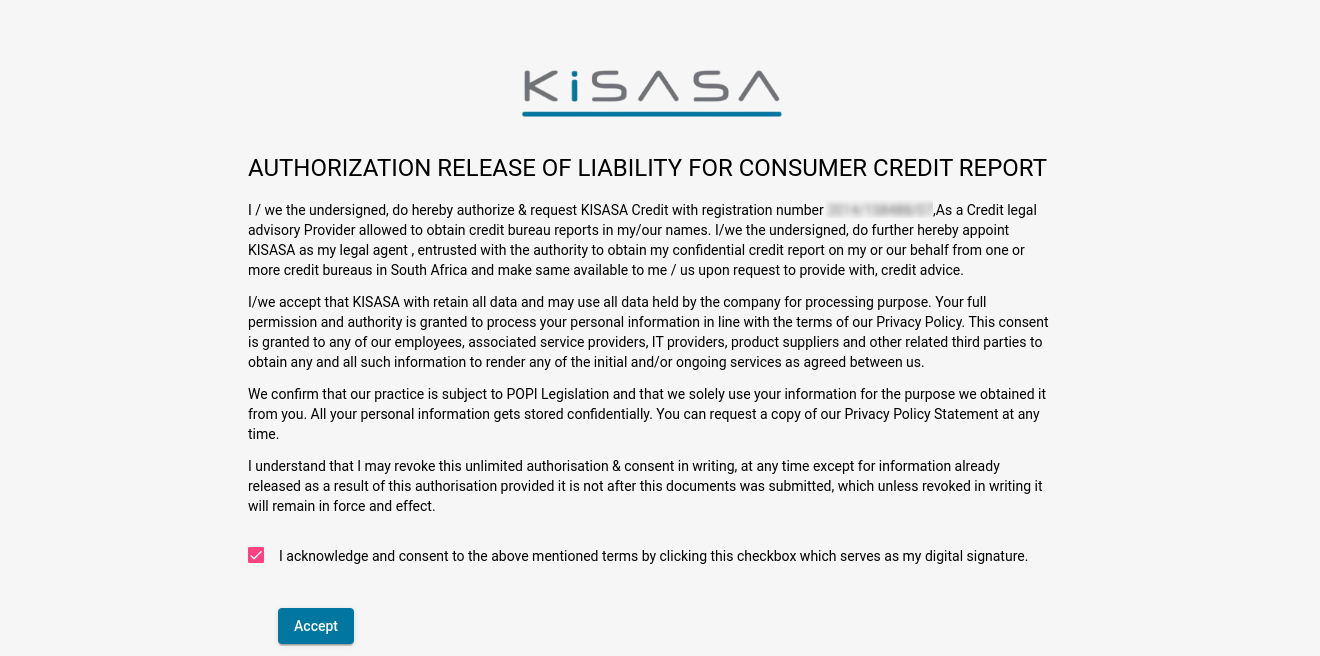 KiSASA
AUTHORIZATION RELEASE OF LIABILITY FOR CONSUMER CREDIT REPORT
I / we the undersigned, do hereby authorize & request KISASA Credit with registration number ,As a Credit legal
advisory Provider allowed to obtain credit bureau reports in my/our names. I/we the undersigned, do further hereby appoint
KISASA as my legal agent , entrusted with the authority to obtain my confidential credit report on my or our behalf from one or
more credit bureaus in South Africa and make same available to me / us upon request to provide with, credit advice.
I/we accept that KISASA with retain all data and may use all data held by the company for processing purpose. Your full
permission and authority is granted to process your personal information in line with the terms of our Privacy Policy. This consent
is granted to any of our employees, associated service providers, IT providers, product suppliers and other related third parties to
obtain any and all such information to render any of the initial and/or ongoing services as agreed between us.
We confirm that our practice is subject to POPI Legislation and that we solely use your information for the purpose we obtained it
from you. All your personal information gets stored confidentially. You can request a copy of our Privacy Policy Statement at any
time.
I understand that I may revoke this unlimited authorisation & consent in writing, at any time except for information already
released as a result of this authorisation provided it is not after this documents was submitted, which unless revoked in writing it
will remain in force and effect.
I acknowledge and consent to the above mentioned terms by clicking this checkbox which serves as my digital signature.
Accept